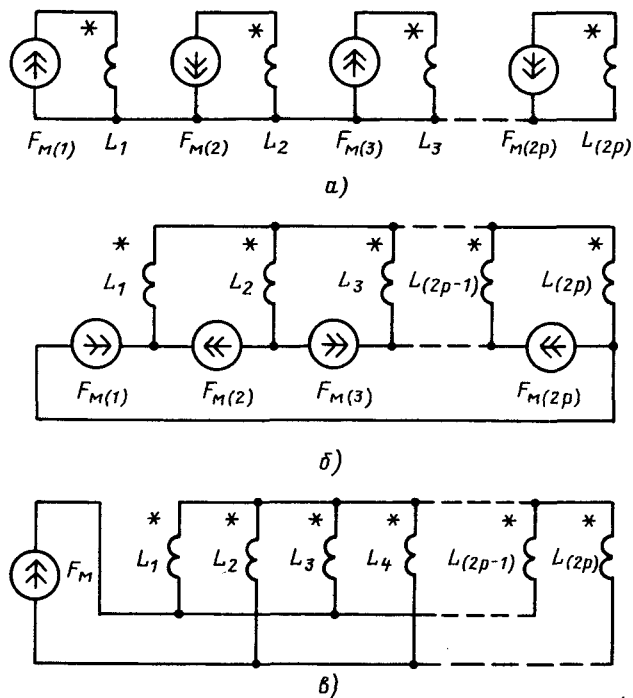 * * * *
F_M(1) L_1 F_M(2) L_2 F_M(3) L_3 F_M(2p) L_(2p)
а)
* * * * *
L_1 L_2 L_3 L_(2p-1) L_(2p)
F_M(1) F_M(2) F_M(3) F_M(2p)
б)
* * * * * *
F_M L_1 L_2 L_3 L_4 L_(2p-1) L_(2p)
в)